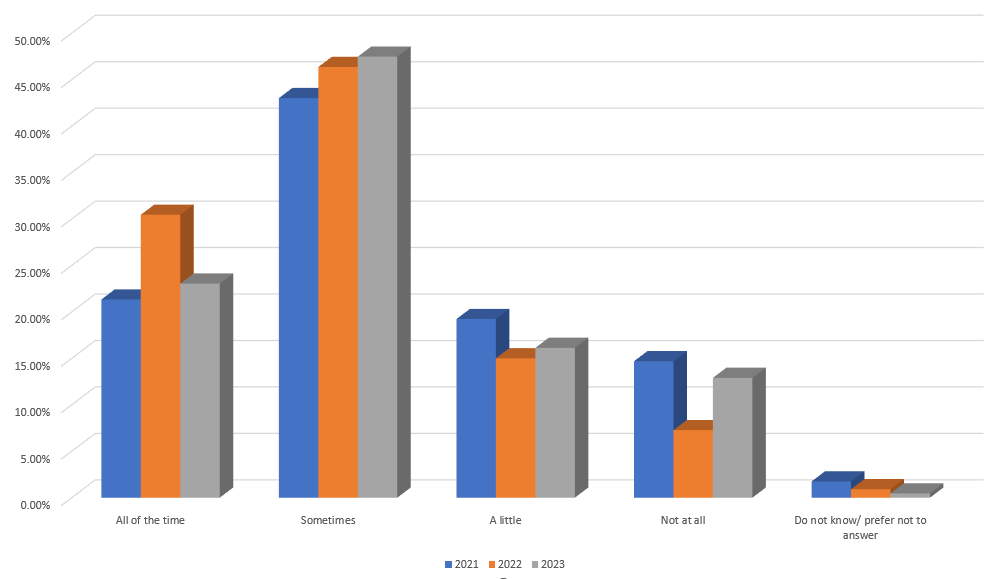 50.00%
45.00%
40.00%
35.00%
30.00%
25.00%
20.00%
15.00%
10.00%
5.00%
0.00%
All of the time
Sometimes
A little
Not at all
Do not know/ prefer not to
answer
2021 2022 2023